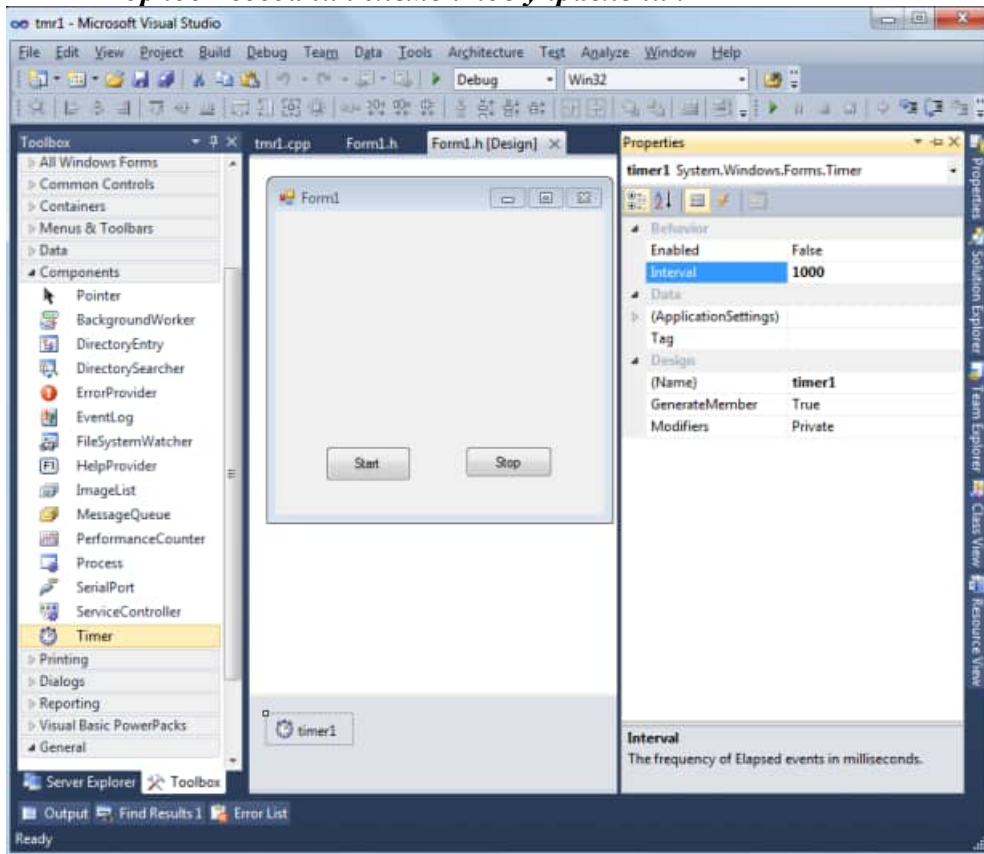 tmr1 - Microsoft Visual Studio
File Edit View Project Build Debug Team Data Tools Architecture Test Analyze Window Help
Debug Win32
Toolbox
All Windows Forms
Common Controls
Containers
Menus & Toolbars
Data
Components
Pointer
BackgroundWorker
DirectoryEntry
DirectorySearcher
ErrorProvider
EventLog
FileSystemWatcher
HelpProvider
ImageList
MessageQueue
PerformanceCounter
Process
SerialPort
ServiceController
Timer
Printing
Dialogs
Reporting
Visual Basic PowerPacks
General
Server Explorer Toolbox
tmr1.cpp Form1.h Form1.h [Design]
Form1
Start Stop
timer1
Properties
timer1 System.Windows.Forms.Timer
Behavior
Enabled False
Interval 1000
Data
(ApplicationSettings)
Tag
Design
(Name) timer1
GenerateMember True
Modifiers Private
Interval
The frequency of Elapsed events in milliseconds.
Properties
Solution Explorer
Team Explorer
Class View
Resource View
Output Find Results 1 Error List
Ready